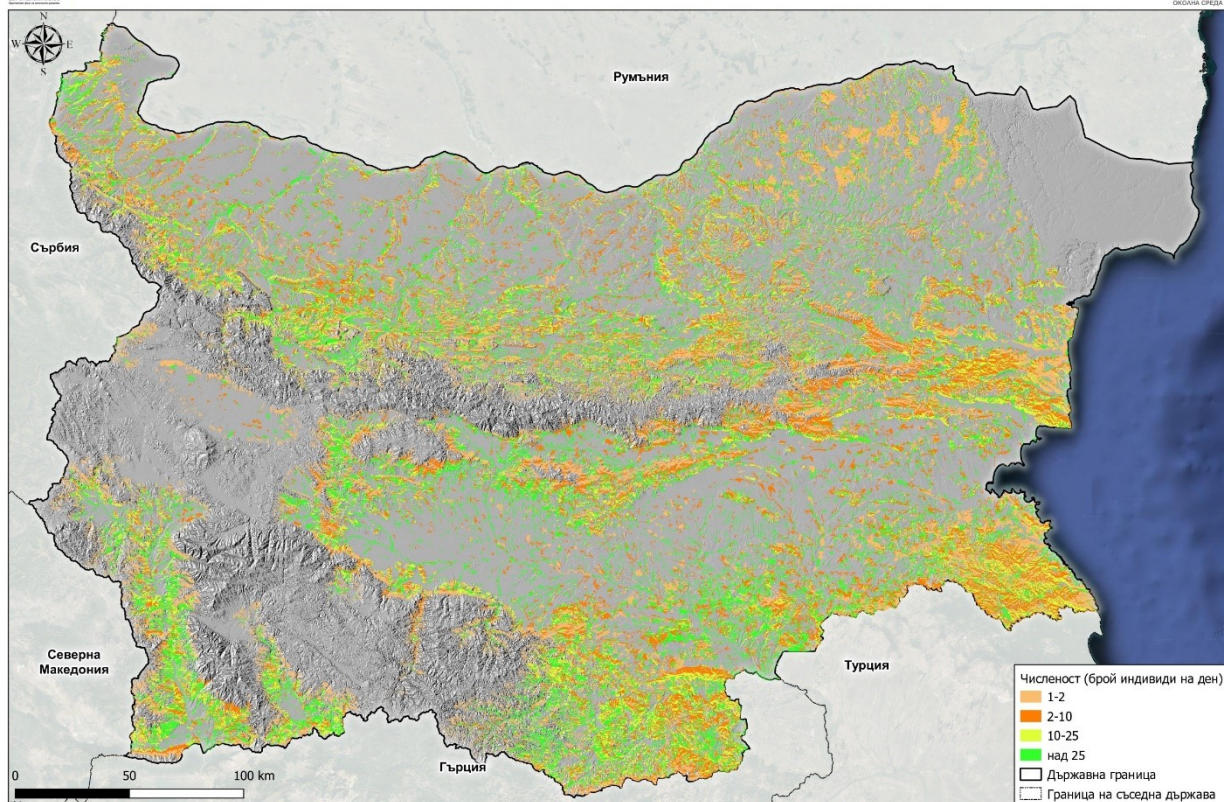 ОКОЛНА СРЕДА
N
W E
S
Румъния
Сърбия
Северна
Македония
Турция
Гърция
0 50 100 km
Численост (брой индивиди на ден)
1-2
2-10
10-25
над 25
Държавна граница
Граница на съседна държава